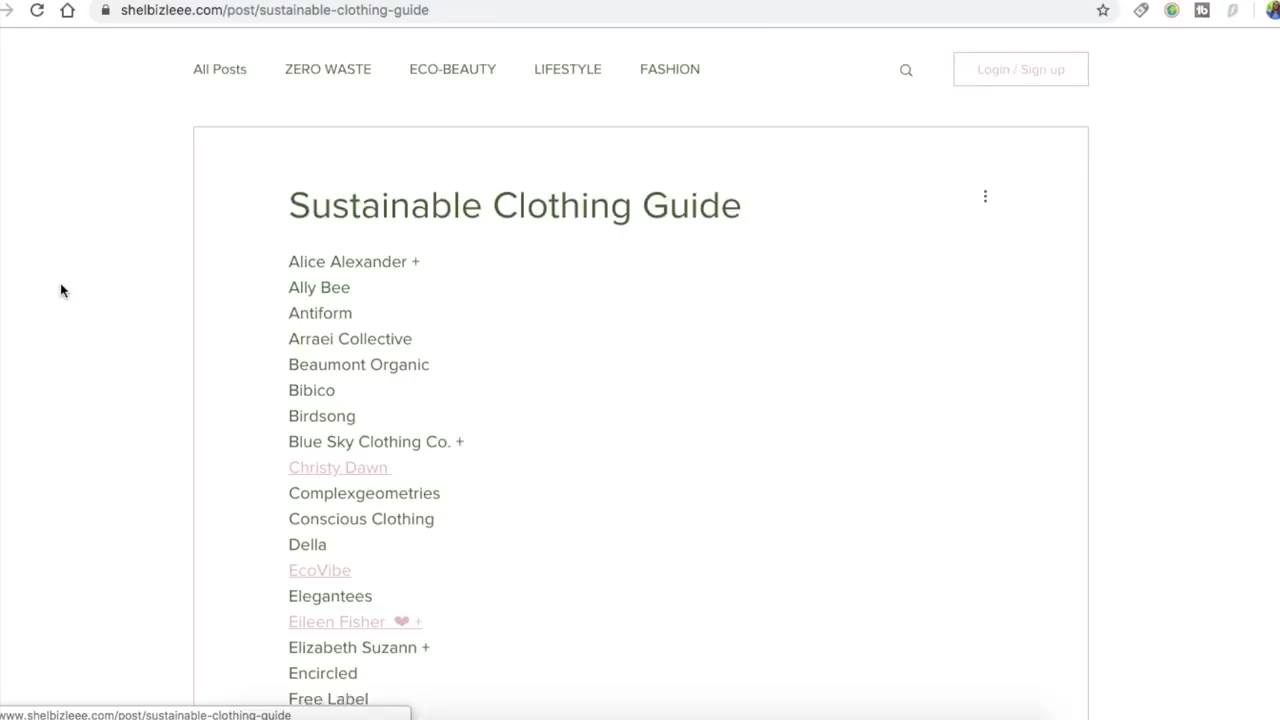 shelbizleee.com/post/sustainable-clothing-guide
All Posts ZERO WASTE ECO-BEAUTY LIFESTYLE FASHION Login / Sign up
Sustainable Clothing Guide
Alice Alexander +
Ally Bee
Antiform
Arraei Collective
Beaumont Organic
Bibico
Birdsong
Blue Sky Clothing Co. +
Christy Dawn
Complexgeometries
Conscious Clothing
Della
EcoVibe
Elegantees
Eileen Fisher ❤ +
Elizabeth Suzann +
Encircled
Free Label
www.shelbizleee.com/post/sustainable-clothing-guide